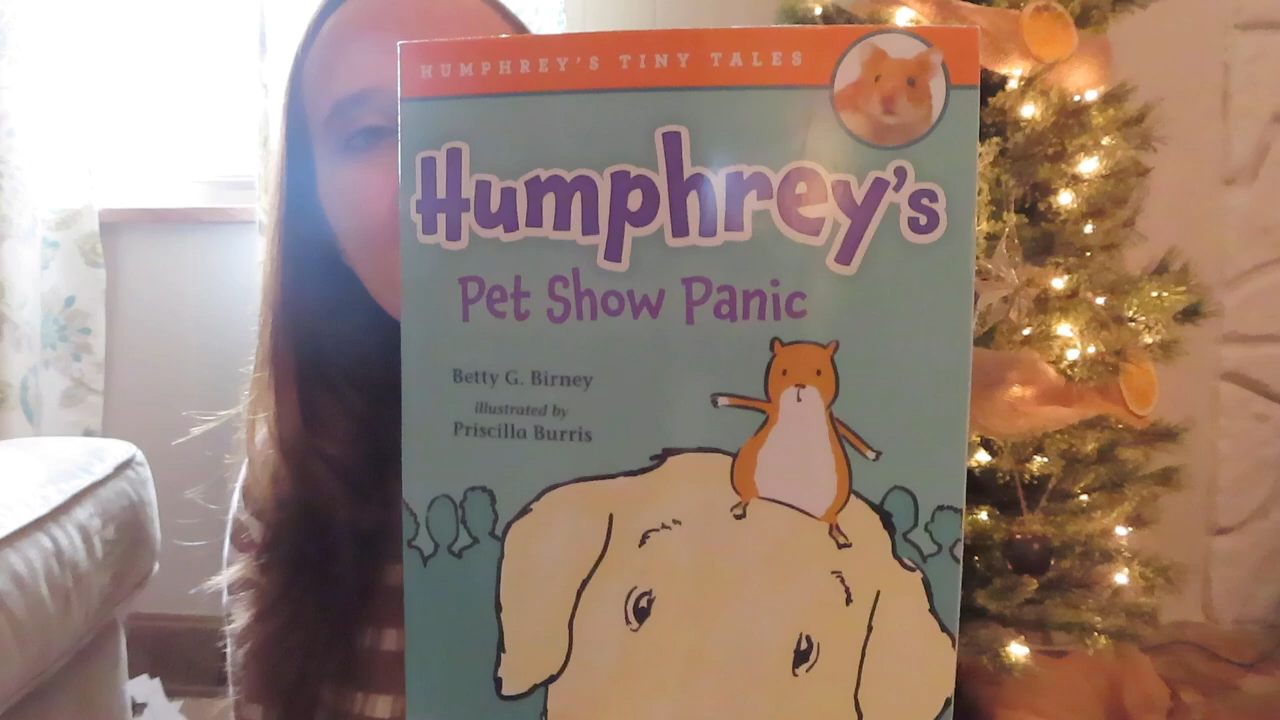 HUMPHREY'S TINY TALES
Humphrey's
Pet Show Panic
Betty G. Birney
illustrated by
Priscilla Burris